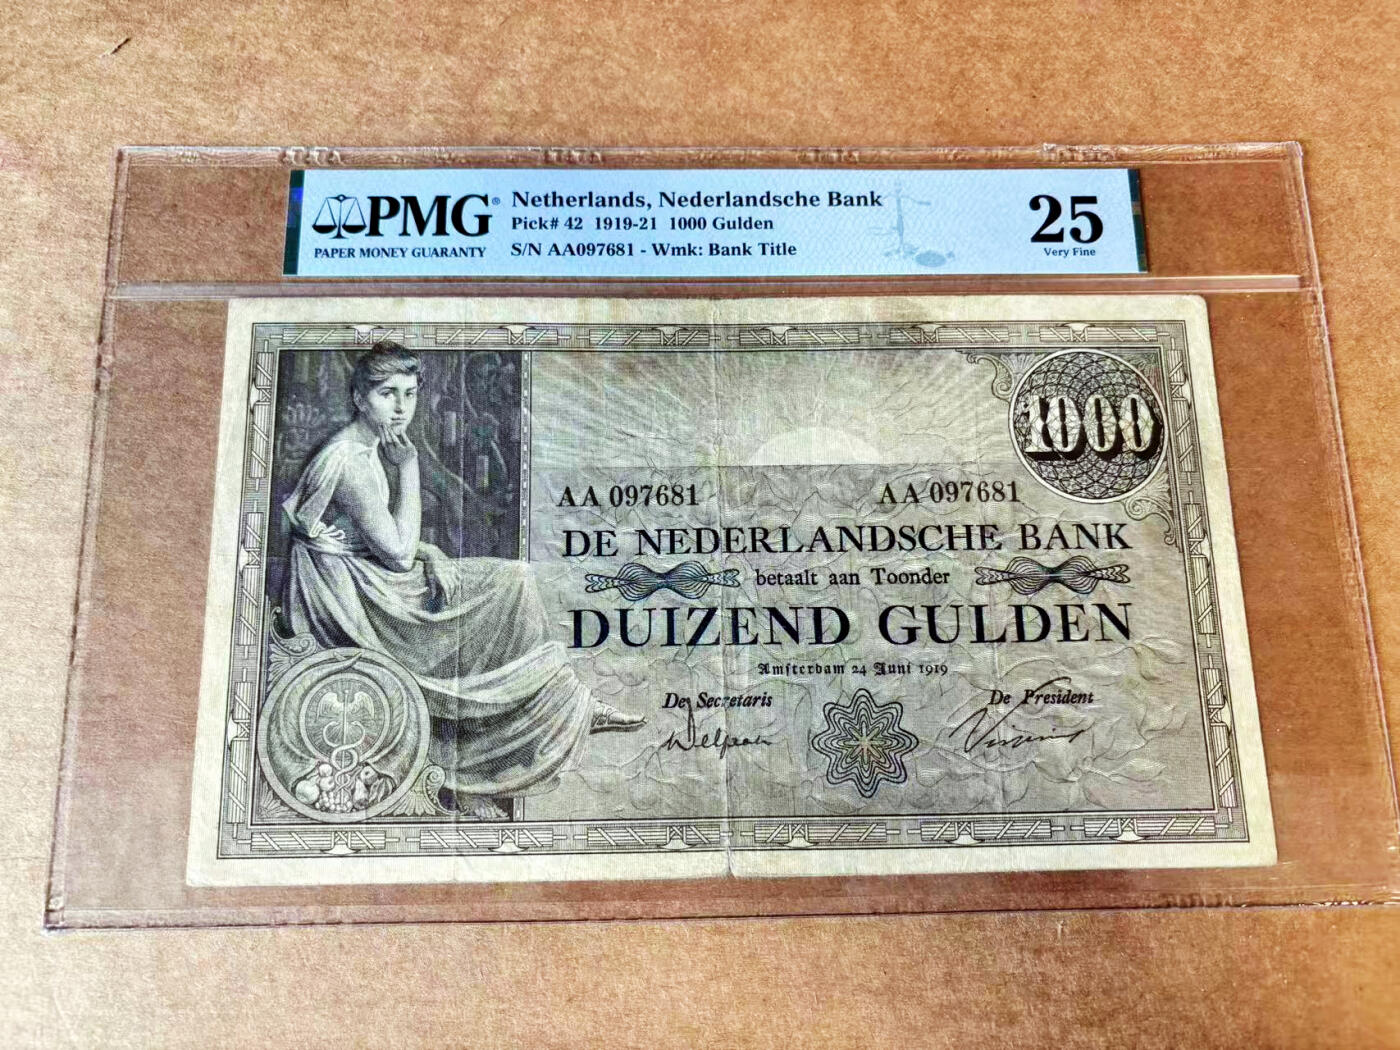 PMG®
PAPER MONEY GUARANTY
Netherlands, Nederlandsche Bank
Pick# 42 1919-21 1000 Gulden
S/N AA097681 - Wmk: Bank Title
25
Very Fine
1000
AA 097681 AA 097681
DE NEDERLANDSCHE BANK
betaalt aan Toonder
DUIZEND GULDEN
Amsterdam 24 Juni 1919
De Secretaris De President